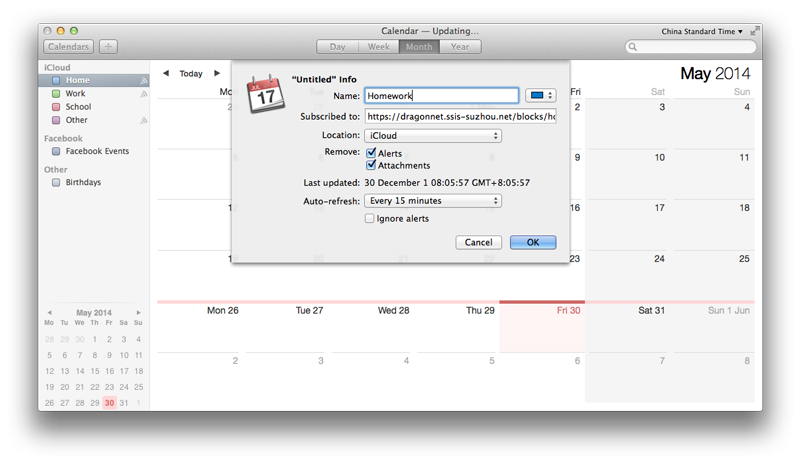 Calendar — Updating...
China Standard Time
Calendars
+
Day
Week
Month
Year
iCloud
Home
Work
School
Other
Facebook
Facebook Events
Other
Birthdays
Today
May 2014
Fri
Sat
Sun
"Untitled" Info
JUL
17
Name: Homework
Subscribed to: https://dragonnet.ssis-suzhou.net/blocks/ho
Location: iCloud
Remove: Alerts
Attachments
Last updated: 30 December 1 08:05:57 GMT+8:05:57
Auto-refresh: Every 15 minutes
Ignore alerts
Cancel
OK
2 3 4
9 10 11
16 17 18
23 24 25
Mon 26 Tue 27 Wed 28 Thu 29 Fri 30 Sat 31 Sun 1 Jun
2 3 4 5 6 7 8
May 2014
Mo Tu We Th Fr Sa Su
28 29 30 1 2 3 4
5 6 7 8 9 10 11
12 13 14 15 16 17 18
19 20 21 22 23 24 25
26 27 28 29 30 31 1